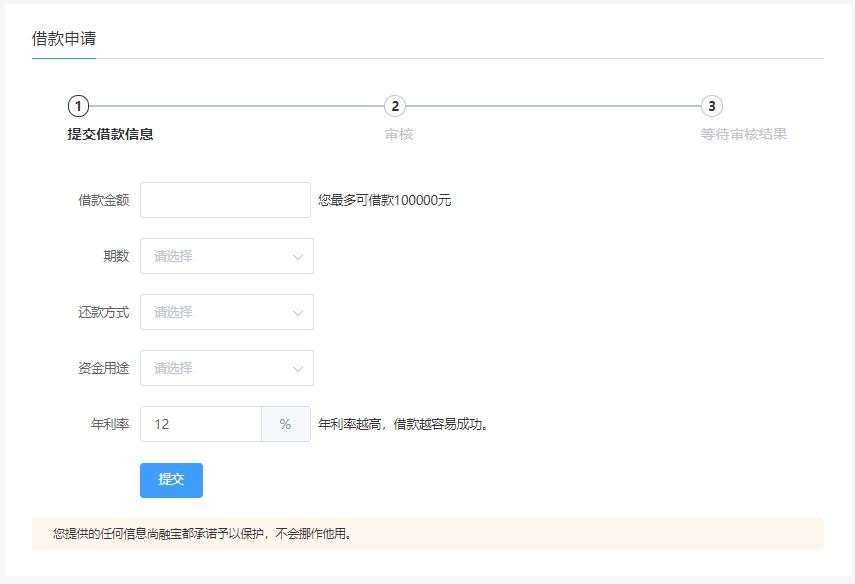 借款申请
1 2 3
提交借款信息 审核 等待审核结果
借款金额 您最多可借款100000元
期数 请选择
还款方式 请选择
资金用途 请选择
年利率 12 % 年利率越高，借款越容易成功。
提交
您提供的任何信息尚融宝都承诺予以保护，不会挪作他用。